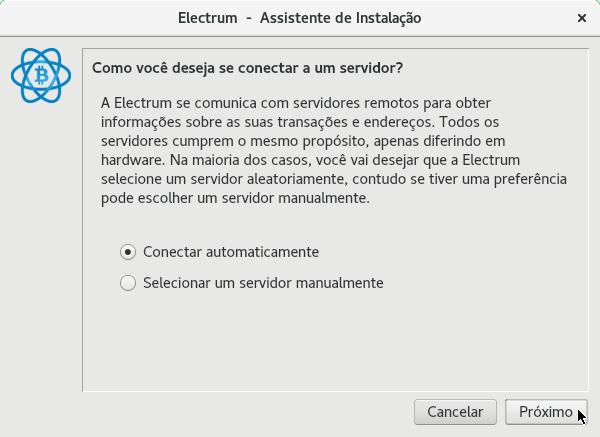 Electrum - Assistente de Instalação
Como você deseja se conectar a um servidor?
A Electrum se comunica com servidores remotos para obter
informações sobre as suas transações e endereços. Todos os
servidores cumprem o mesmo propósito, apenas diferindo em
hardware. Na maioria dos casos, você vai desejar que a Electrum
selecione um servidor aleatoriamente, contudo se tiver uma preferência
pode escolher um servidor manualmente.
Conectar automaticamente
Selecionar um servidor manualmente
Cancelar
Próximo